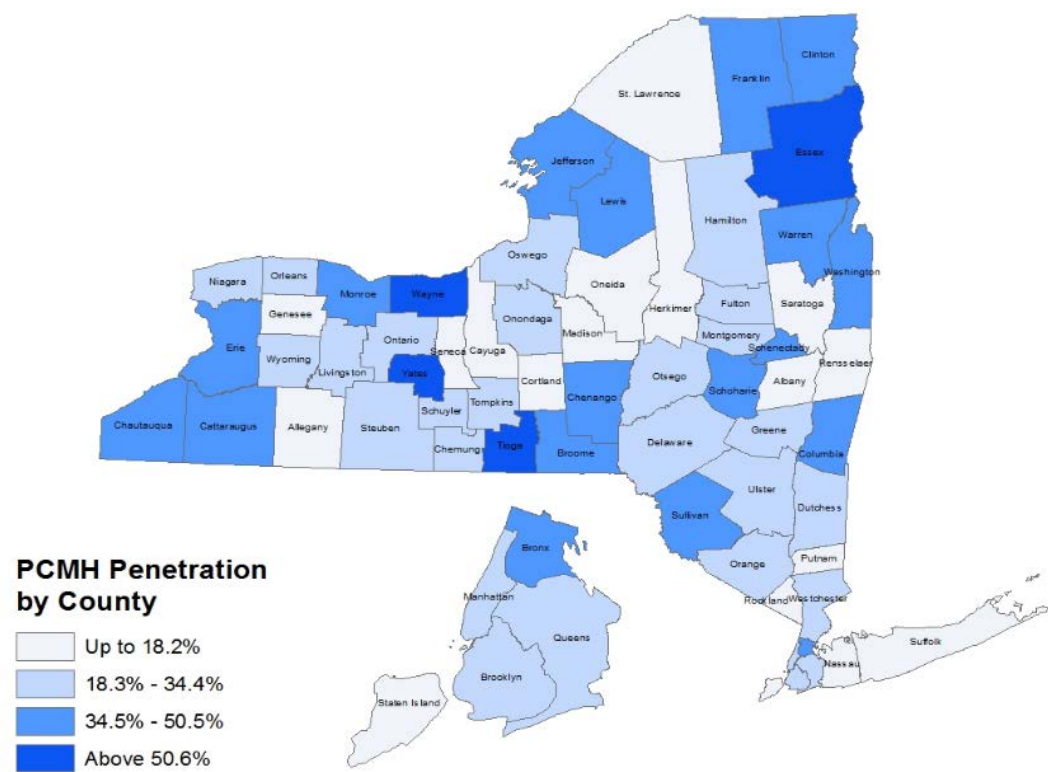 Clinton
Franklin
St. Lawrence
Essex
Jefferson
Lewis
Hamilton
Warren
Washington
Oswego
Orleans
Niagara
Oneida
Monroe
Wayne
Saratoga
Fulton
Herkimer
Genesee
Onondaga
Madison
Montgomery
Ontario
Schenectady
Erie
Seneca
Cayuga
Wyoming
Rensselaer
Livingston
Yates
Cortland
Otsego
Albany
Schoharie
Chenango
Tompkins
Schuyler
Chautauqua
Cattaraugus
Allegany
Steuben
Greene
Delaware
Chemung
Tioga
Broome
Columbia
Ulster
Dutchess
Sullivan
Bronx
Putnam
Orange
Manhattan
Rockland
Westchester
Queens
Suffolk
Nassau
Brooklyn
Staten Island
PCMH Penetration
by County
Up to 18.2%
18.3% - 34.4%
34.5% - 50.5%
Above 50.6%